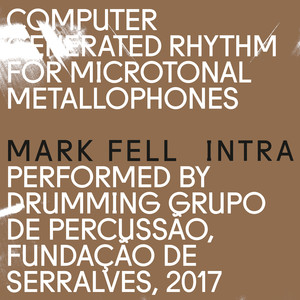 COMPUTER
GENERATED RHYTHM
FOR MICROTONAL
METALLOPHONES
MARK FELL INTRA
PERFORMED BY
DRUMMING GRUPO
DE PERCUSSÃO,
FUNDAÇÃO DE
SERRALVES, 2017